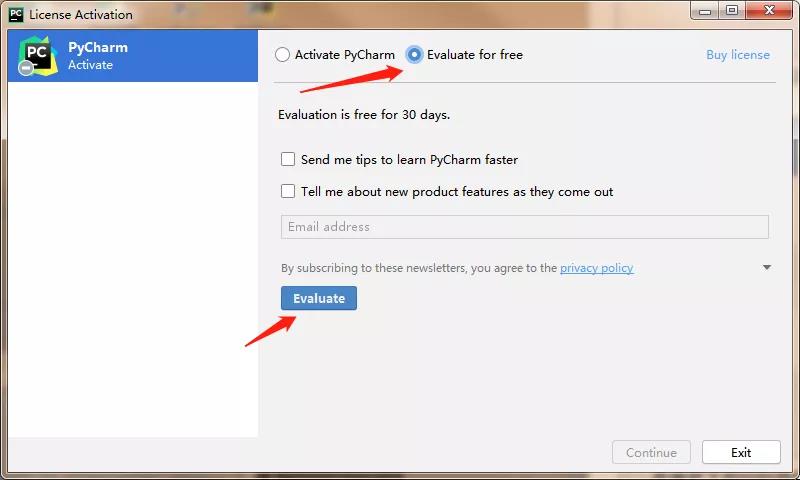 License Activation
PC PyCharm
Activate
Activate PyCharm Evaluate for free Buy license
Evaluation is free for 30 days.
Send me tips to learn PyCharm faster
Tell me about new product features as they come out
Email address
By subscribing to these newsletters, you agree to the privacy policy
Evaluate
Continue Exit